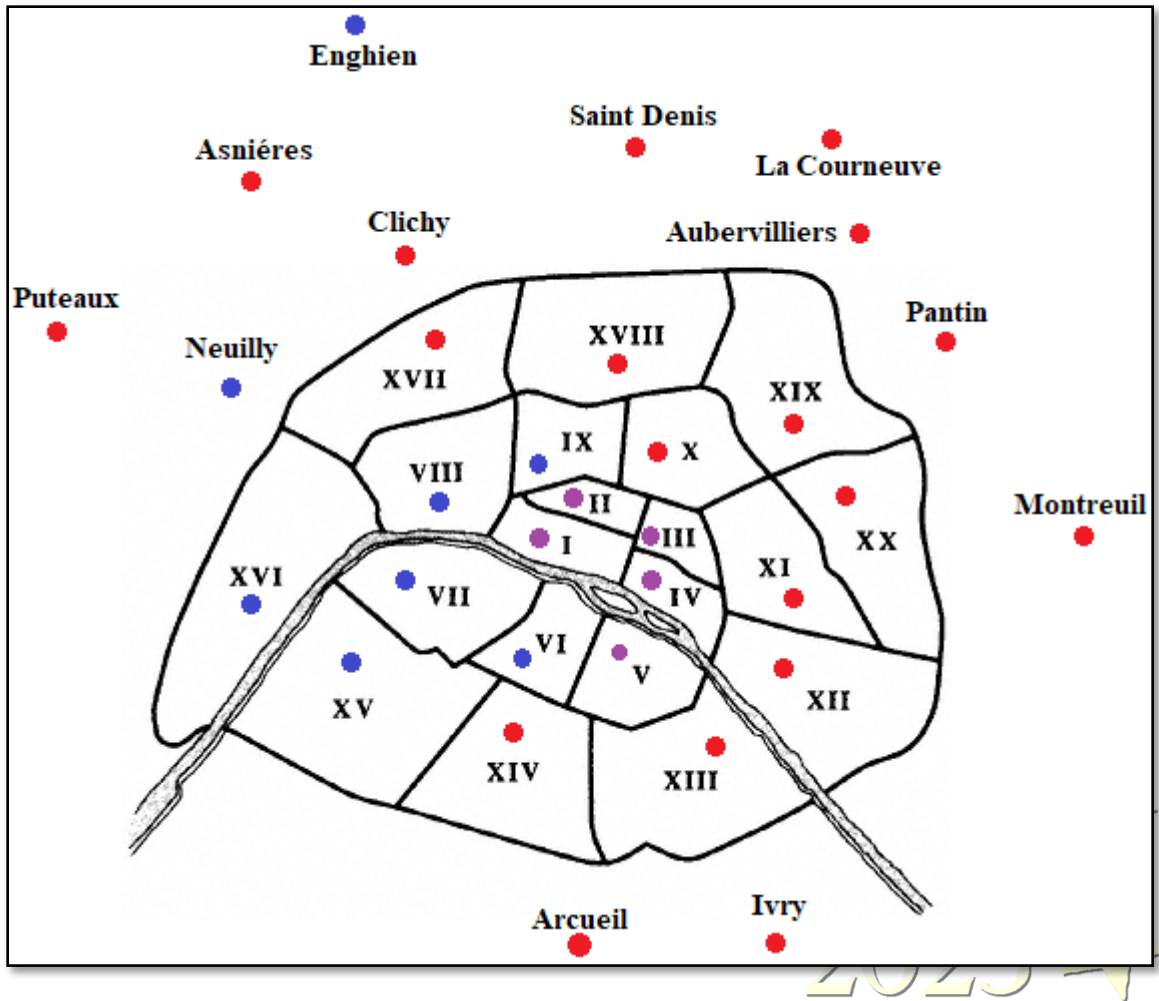 Enghien
Saint Denis
Asniéres
La Courneuve
Clichy
Aubervilliers
Puteaux
Pantin
Neuilly
XVIII
XVII
XIX
IX
X
VIII
II
Montreuil
I
III
XX
XVI
XI
VII
IV
VI
V
XV
XII
XIV
XIII
Ivry
Arcueil
2025